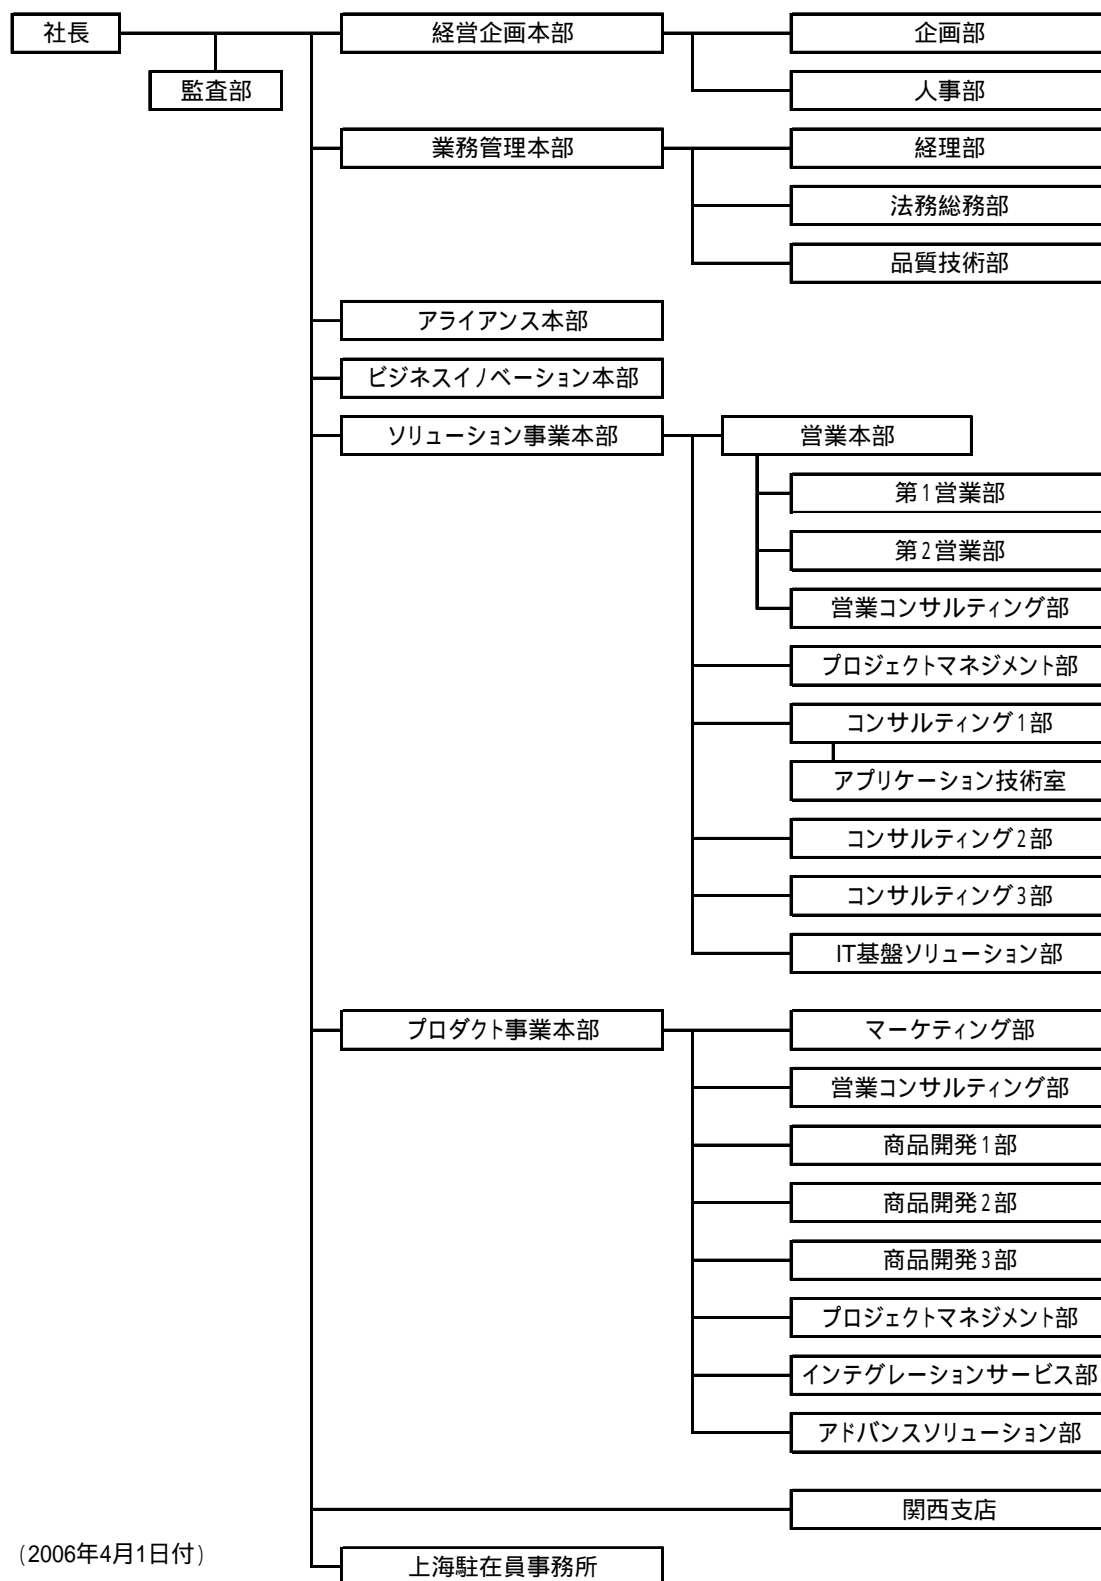 社長
経営企画本部
企画部
監査部
人事部
業務管理本部
経理部
法務総務部
品質技術部
アライアンス本部
ビジネスイノベーション本部
ソリューション事業本部
営業本部
第1営業部
第2営業部
営業コンサルティング部
プロジェクトマネジメント部
コンサルティング1部
アプリケーション技術室
コンサルティング2部
コンサルティング3部
IT基盤ソリューション部
プロダクト事業本部
マーケティング部
営業コンサルティング部
商品開発1部
商品開発2部
商品開発3部
プロジェクトマネジメント部
インテグレーションサービス部
アドバンスソリューション部
関西支店
(2006年4月1日付)
上海駐在員事務所